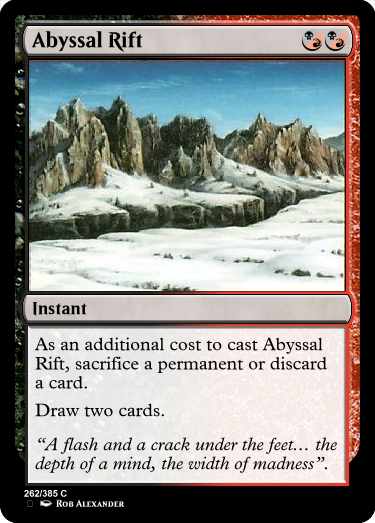 Abyssal Rift
Instant
As an additional cost to cast Abyssal
Rift, sacrifice a permanent or discard
a card.
Draw two cards.
“A flash and a crack under the feet… the
depth of a mind, the width of madness”.
262/385 C
Rob Alexander